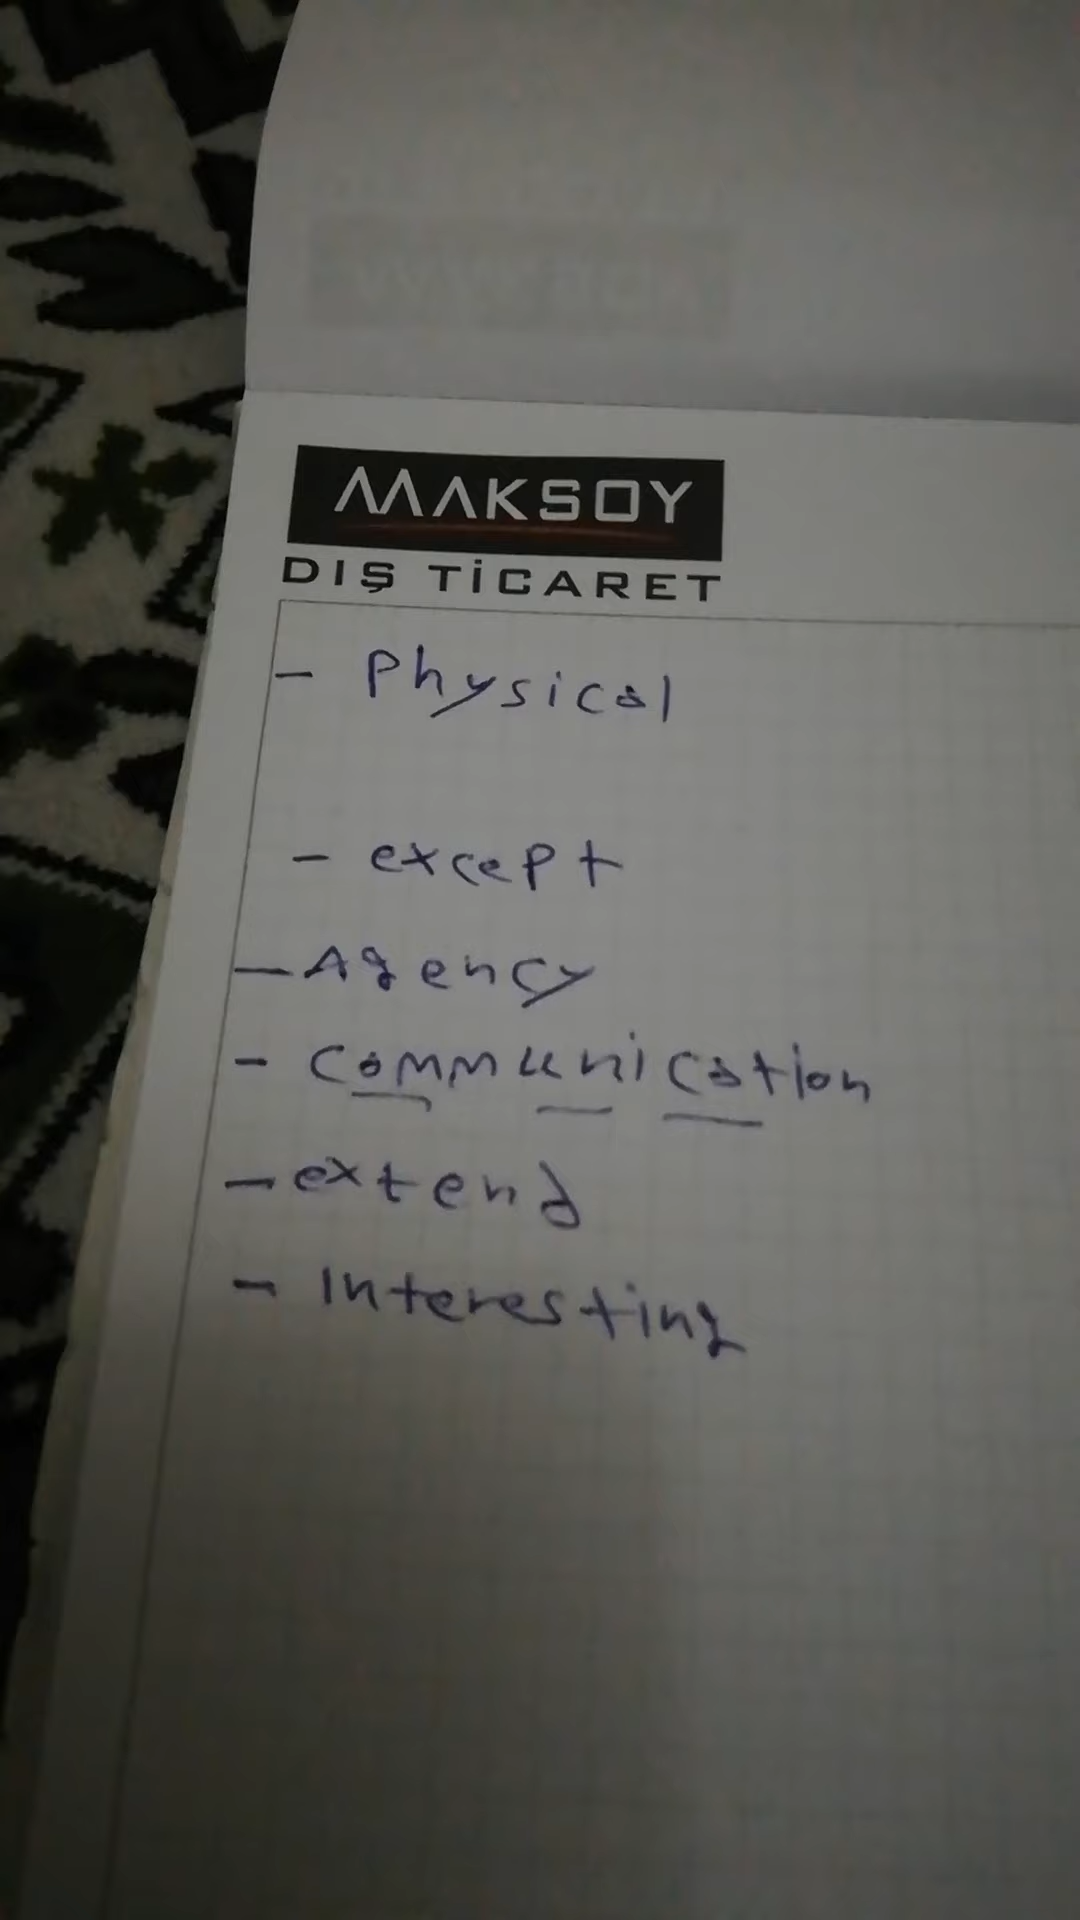 MAKSOY
DIŞ TİCARET
- Physical
- except
- Agency
- Communication
- extend
- Interesting